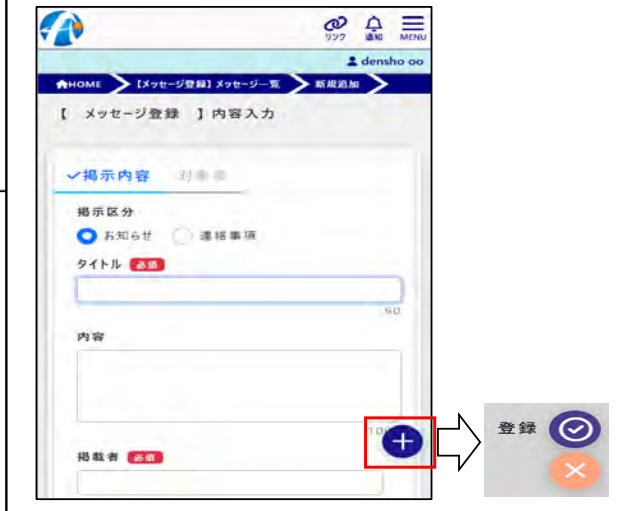 リンク 通知 MENU
densho oo
HOME 【メッセージ登録】メッセージ一覧 新規追加
【 メッセージ登録 】内容入力
掲示内容 対象者
掲示区分
お知らせ 連絡事項
タイトル 必須
50
内容
掲載者 必須
登録